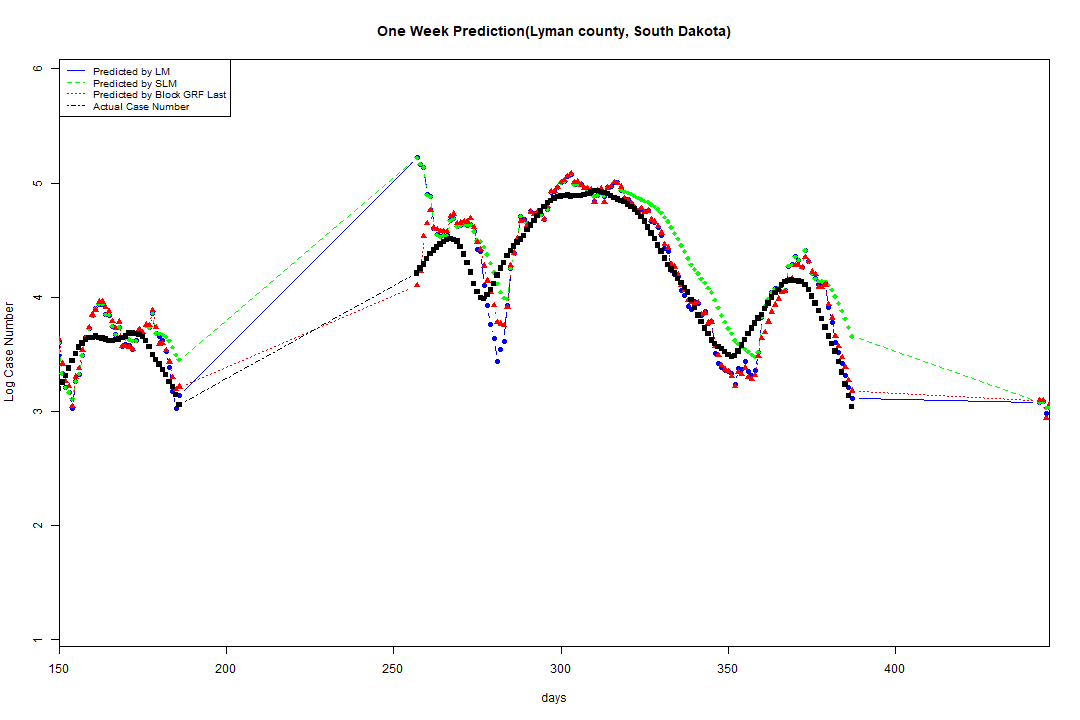 One Week Prediction(Lyman county, South Dakota)
Predicted by LM
Predicted by SLM
Predicted by Block GRF Last
Actual Case Number
6
5
4
3
2
1
Log Case Number
150 200 250 300 350 400
days